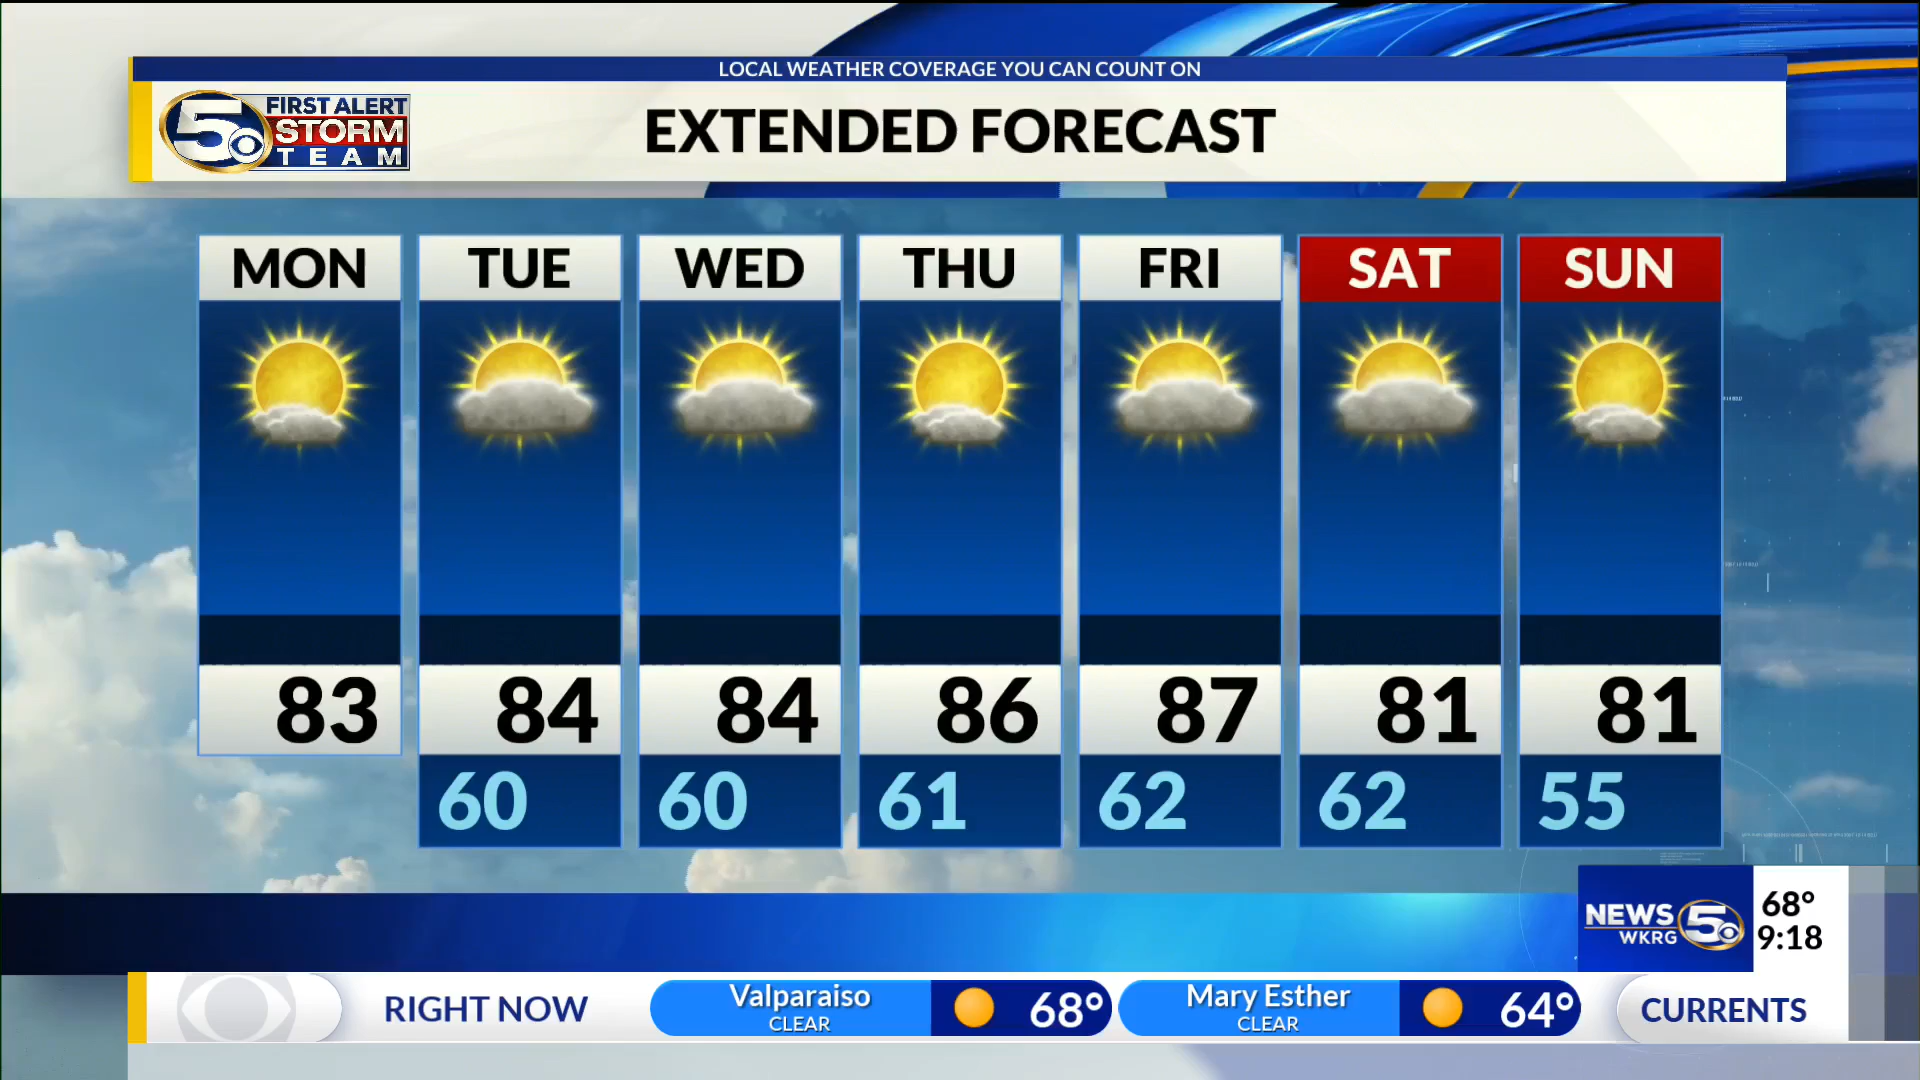 LOCAL WEATHER COVERAGE YOU CAN COUNT ON
5 FIRST ALERT
STORM
TEAM
EXTENDED FORECAST
MON TUE WED THU FRI SAT SUN
83 84 84 86 87 81 81
60 60 61 62 62 55
NEWS 5
WKRG
68°
9:18
RIGHT NOW
Valparaiso
CLEAR
68°
Mary Esther
CLEAR
64°
CURRENTS